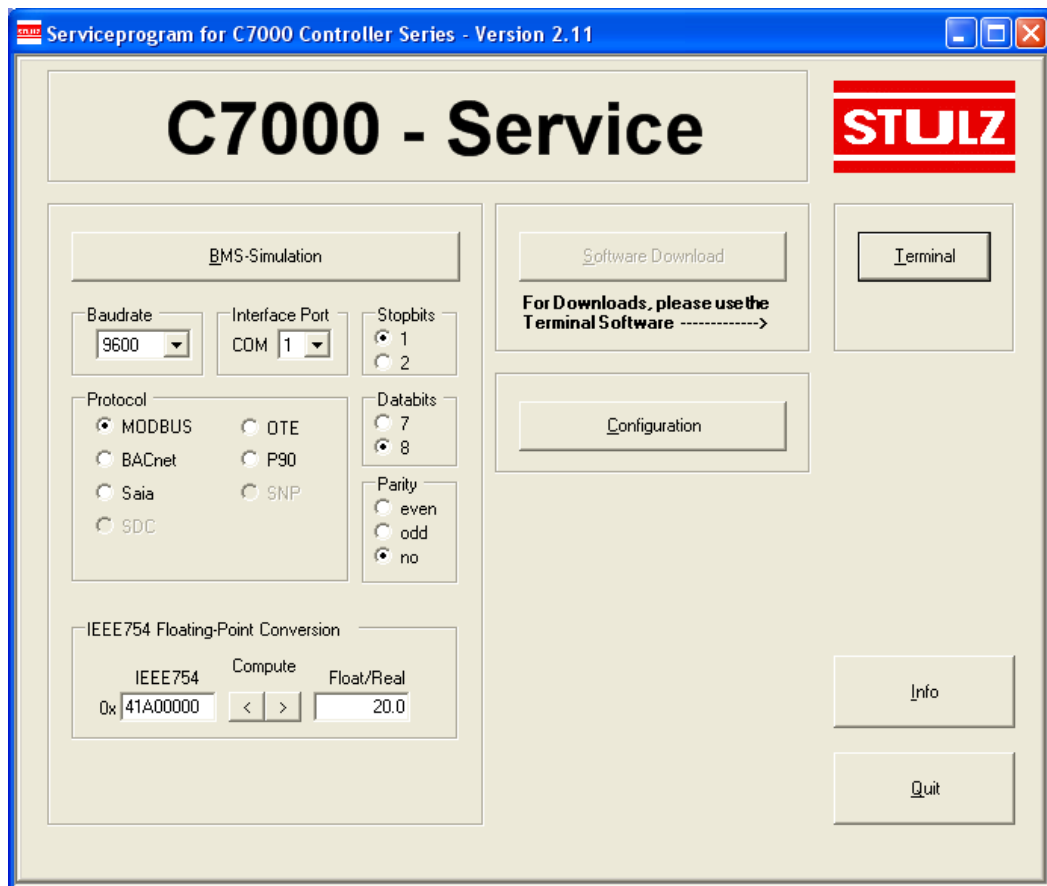 STULZ Serviceprogram for C7000 Controller Series - Version 2.11
C7000 - Service
STULZ
BMS-Simulation
Baudrate
9600
Interface Port
COM 1
Stopbits
1
2
Protocol
MODBUS
OTE
BACnet
P90
Saia
SNP
SDC
Databits
7
8
Parity
even
odd
no
IEEE754 Floating-Point Conversion
IEEE754
Compute
Float/Real
0x 41A00000 < > 20.0
Software Download
For Downloads, please use the
Terminal Software ------------->
Configuration
Terminal
Info
Quit